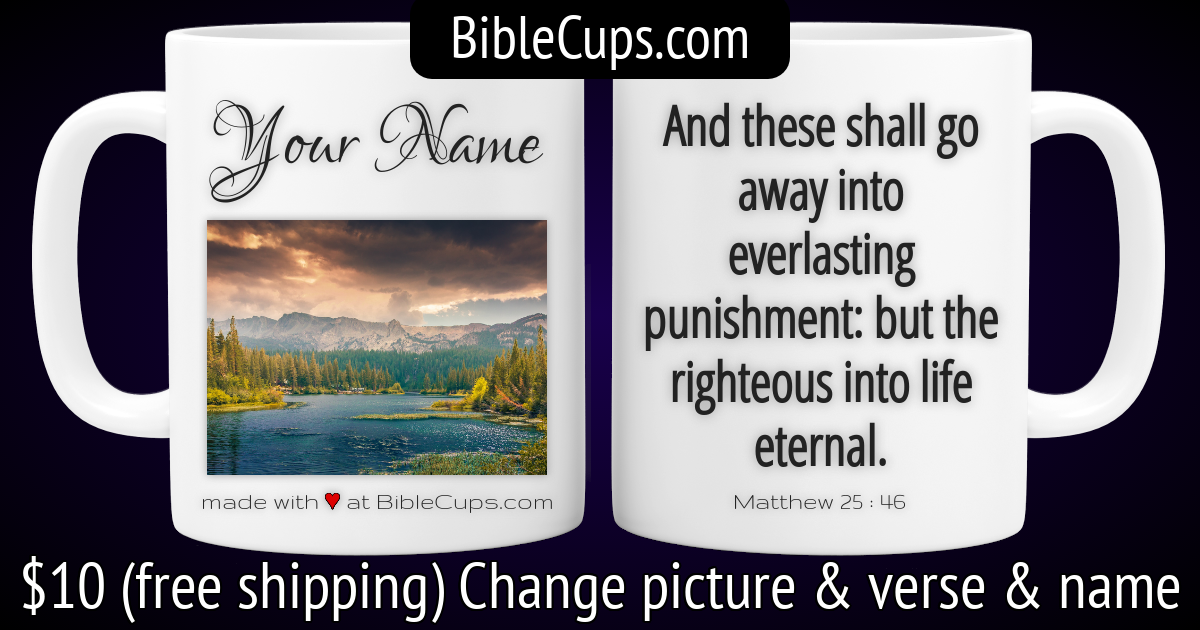 BibleCups.com
Your Name
made with ♥ at BibleCups.com
And these shall go
away into
everlasting
punishment: but the
righteous into life
eternal.
Matthew 25 : 46
$10 (free shipping) Change picture & verse & name